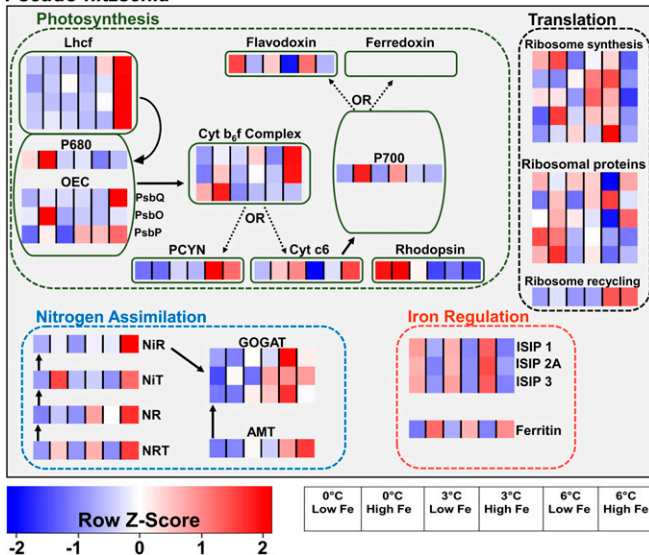 Photosynthesis
Translation
Lhcf
Flavodoxin
Ferredoxin
Ribosome synthesis
OR
P680
Cyt b6f Complex
P700
Ribosomal proteins
OEC
PsbQ
PsbO
PsbP
OR
PCYN
Cyt c6
Rhodopsin
Ribosome recycling
Nitrogen Assimilation
Iron Regulation
NiR
GOGAT
ISIP 1
ISIP 2A
ISIP 3
NiT
NR
AMT
Ferritin
NRT
Row Z-Score
-2 -1 0 1 2
0°C Low Fe
0°C High Fe
3°C Low Fe
3°C High Fe
6°C Low Fe
6°C High Fe